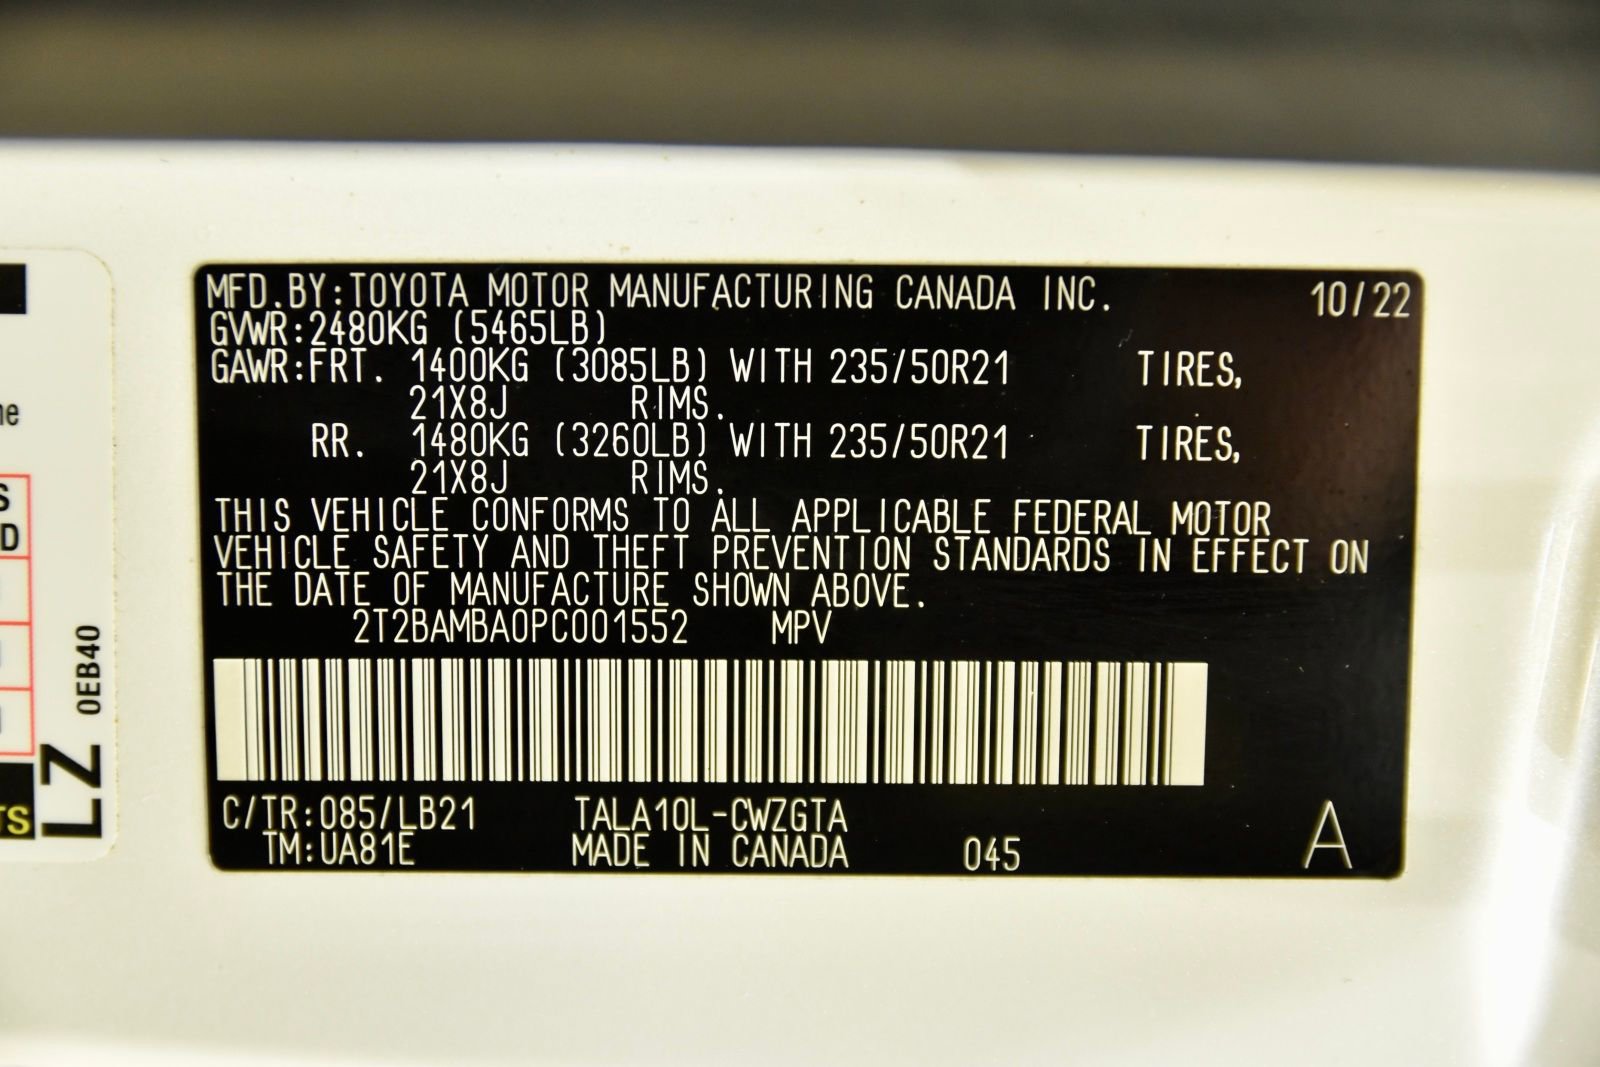 MFD.BY:TOYOTA MOTOR MANUFACTURING CANADA INC. 10/22
GVWR:2480KG (5465LB)
GAWR:FRT. 1400KG (3085LB) WITH 235/50R21 TIRES,
21X8J RIMS.
RR. 1480KG (3260LB) WITH 235/50R21 TIRES,
21X8J RIMS.
THIS VEHICLE CONFORMS TO ALL APPLICABLE FEDERAL MOTOR
VEHICLE SAFETY AND THEFT PREVENTION STANDARDS IN EFFECT ON
THE DATE OF MANUFACTURE SHOWN ABOVE.
2T2BAMBA0PC001552 MPV
C/TR:085/LB21 TALA10L-CWZGTA
TM:UA81E MADE IN CANADA 045 A
0EB40
LZ